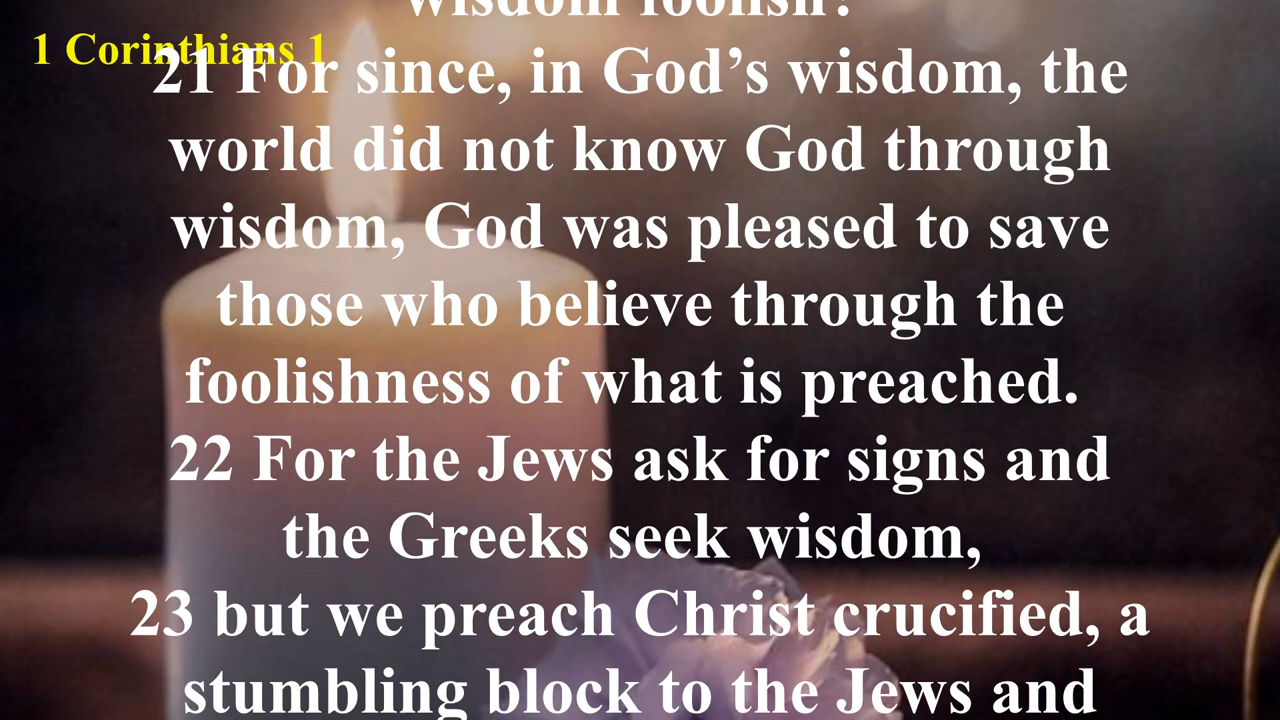 wisdom foolish?
1 Corinthians 1
21 For since, in God’s wisdom, the
world did not know God through
wisdom, God was pleased to save
those who believe through the
foolishness of what is preached.
22 For the Jews ask for signs and
the Greeks seek wisdom,
23 but we preach Christ crucified, a
stumbling block to the Jews and